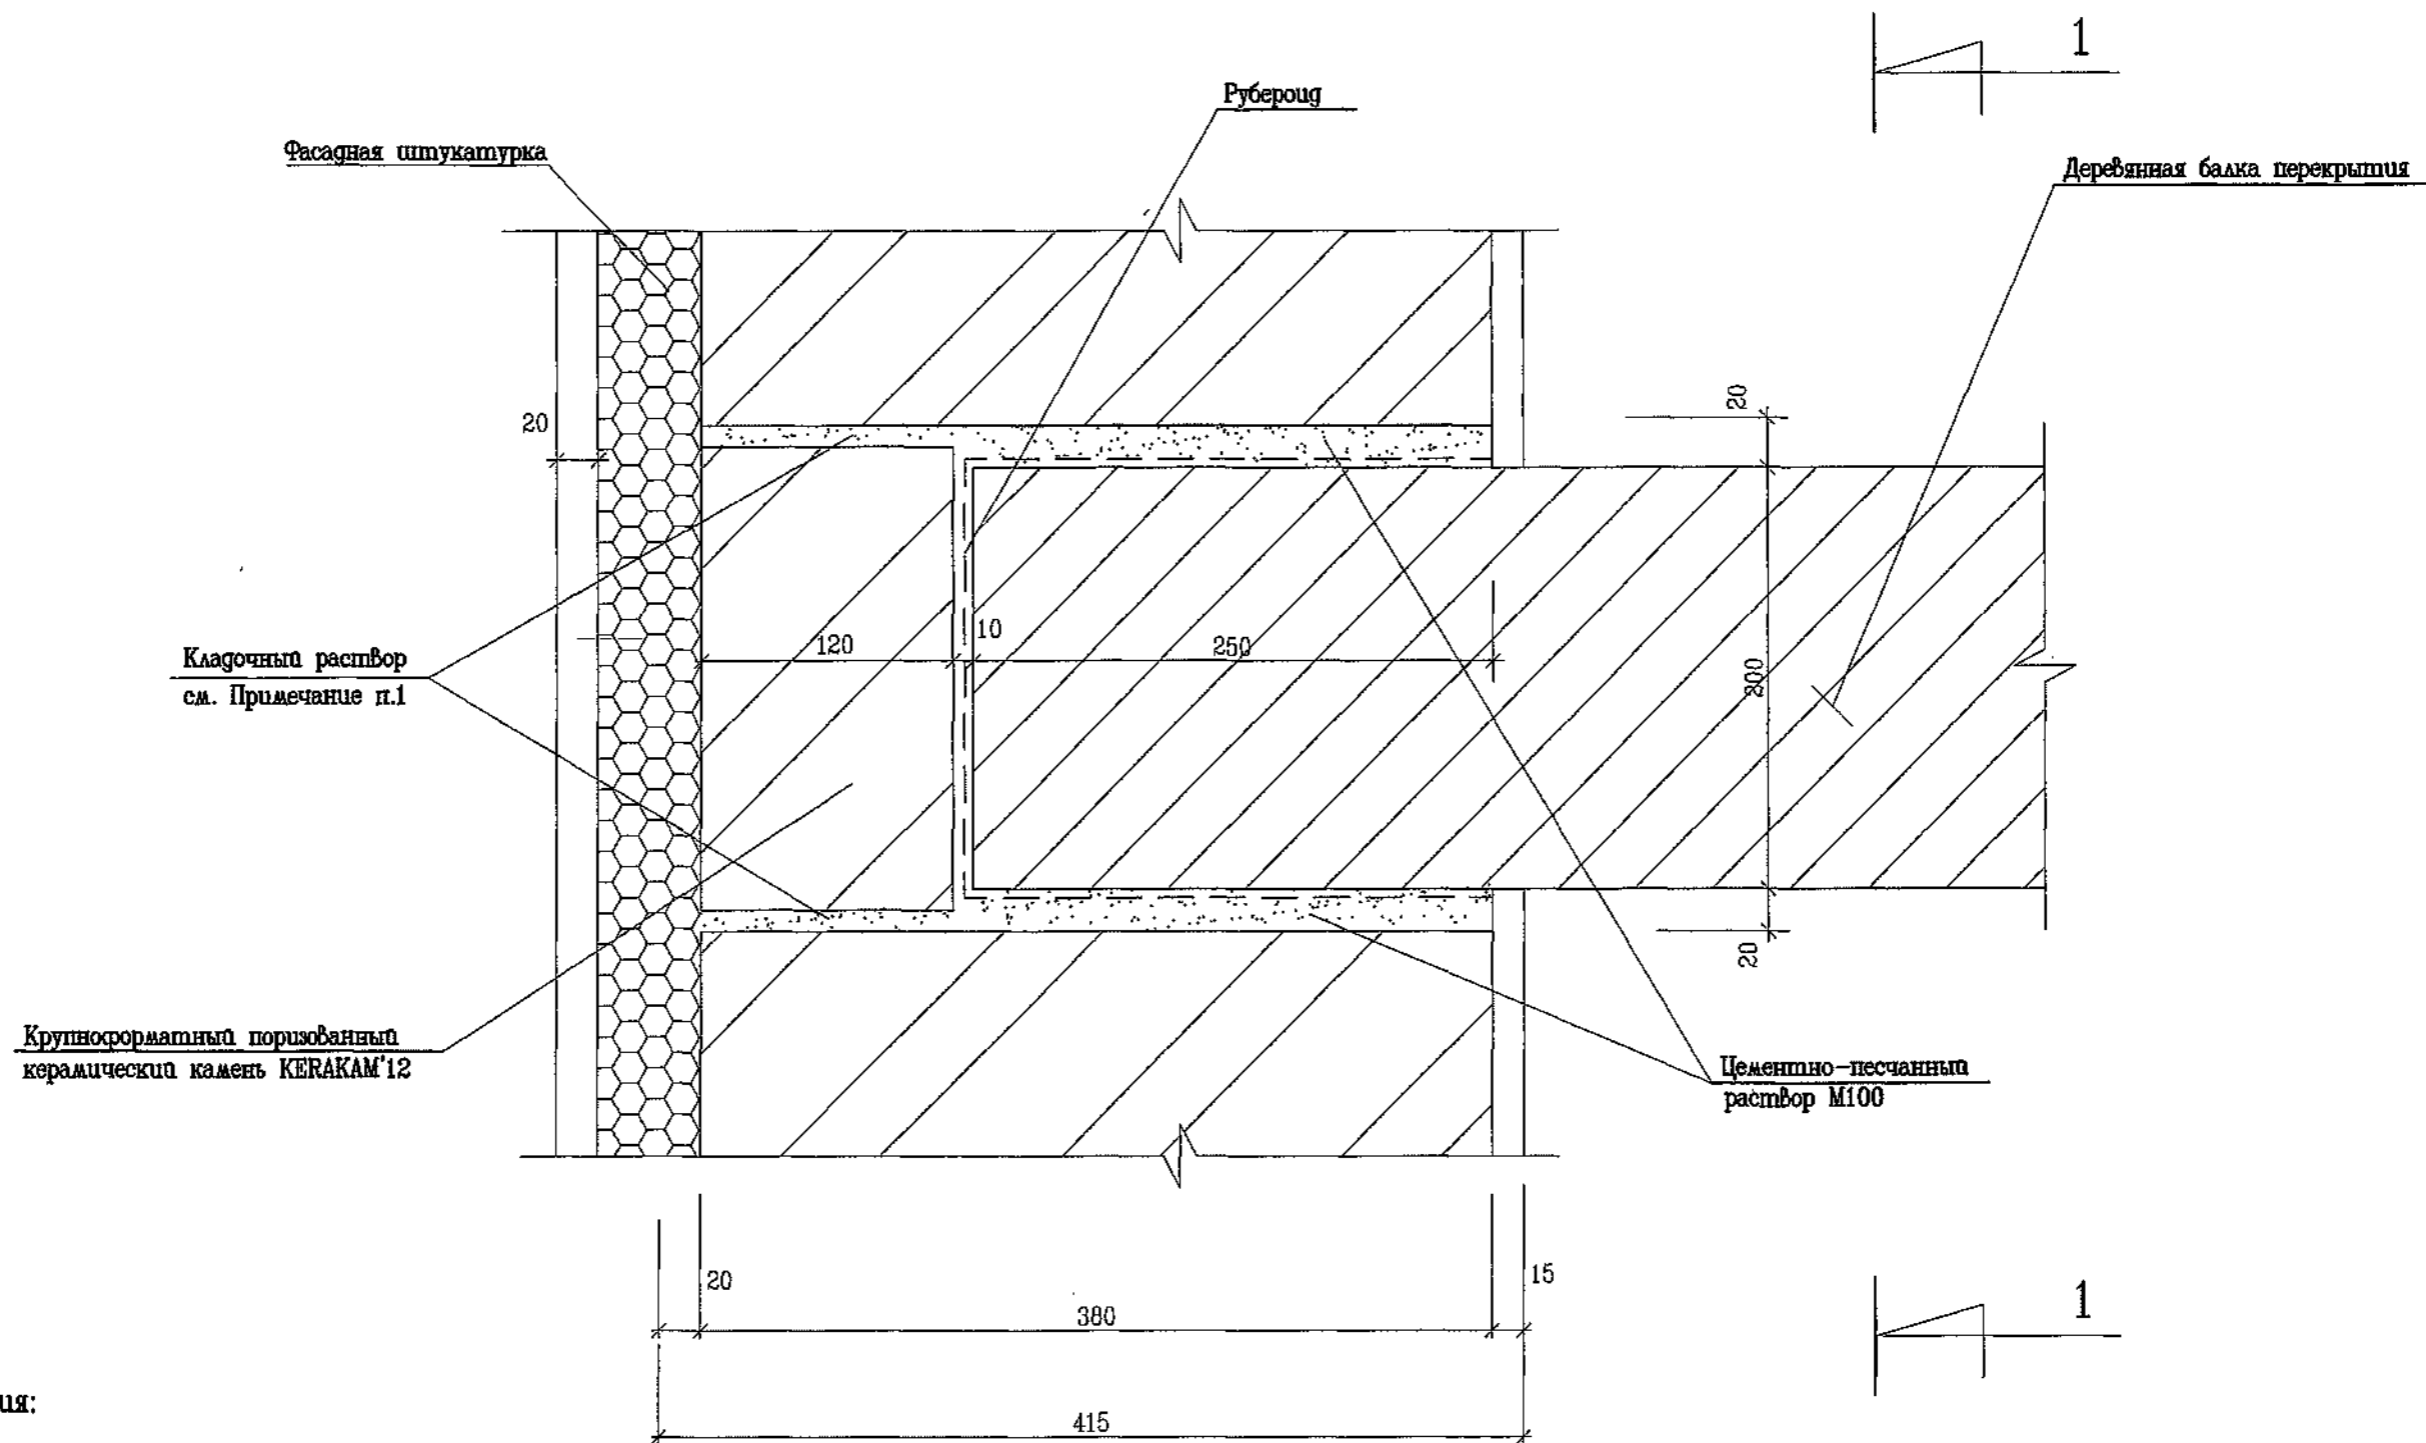 1
Рубероид
Фасадная штукатурка
Деревянная балка перекрытия
20
20
10
120
250
200
Кладочный раствор
см. Примечание п.1
20
Крупноформатный поризованный
керамический камень KERAKAM'12
Цементно-песчанный
раствор М100
20
15
380
1
415
ия: